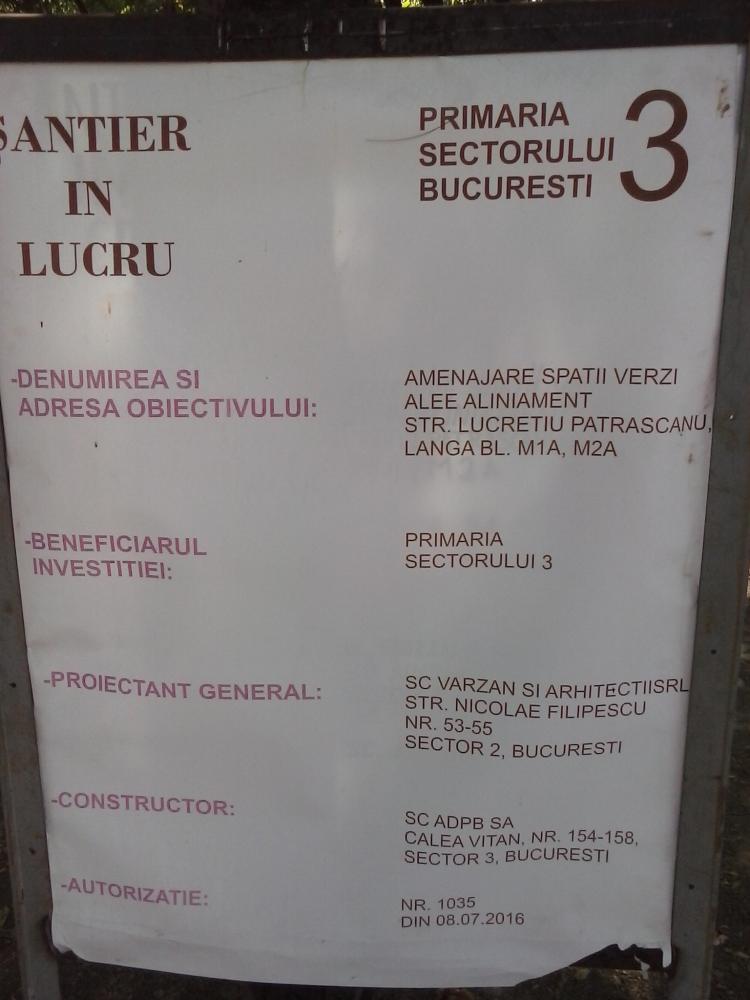 SANTIER
IN
LUCRU
PRIMARIA
SECTORULUI 3
BUCURESTI
-DENUMIREA SI
ADRESA OBIECTIVULUI:
AMENAJARE SPATII VERZI
ALEE ALINIAMENT
STR. LUCRETIU PATRASCANU,
LANGA BL. M1A, M2A
-BENEFICIARUL
INVESTITIEI:
PRIMARIA
SECTORULUI 3
-PROIECTANT GENERAL:
SC VARZAN SI ARHITECTIISRL
STR. NICOLAE FILIPESCU
NR. 53-55
SECTOR 2, BUCURESTI
-CONSTRUCTOR:
SC ADPB SA
CALEA VITAN, NR. 154-158,
SECTOR 3, BUCURESTI
-AUTORIZATIE:
NR. 1035
DIN 08.07.2016